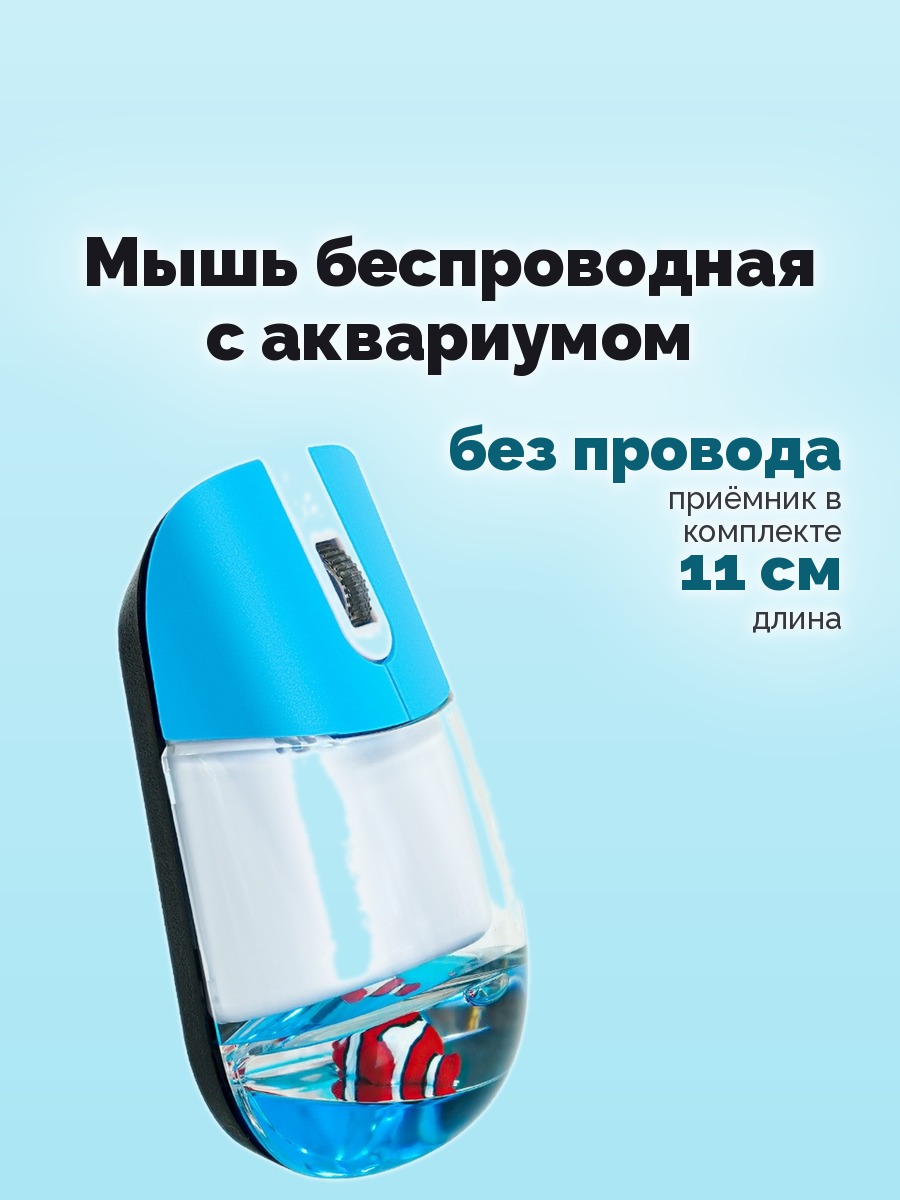 Мышь беспроводная
с аквариумом
без провода
приёмник в
комплекте
11 см
длина